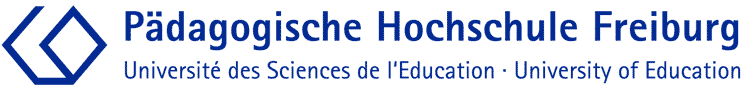 Pädagogische Hochschule Freiburg
Université des Sciences de l'Education · University of Education